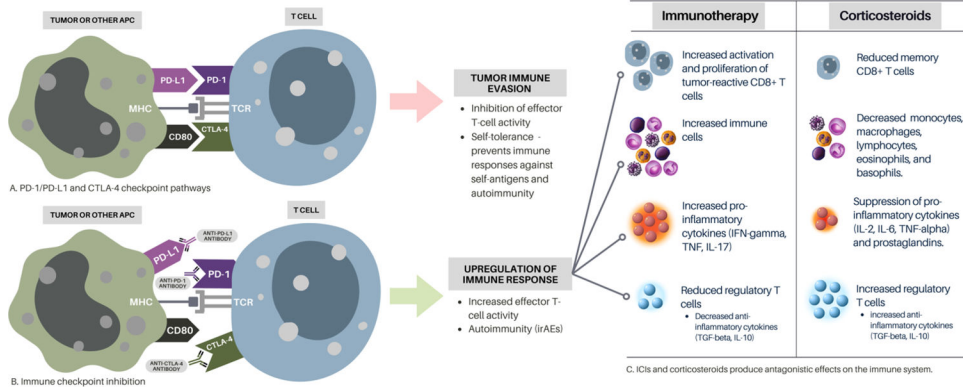 TUMOR OR OTHER APC
T CELL
PD-L1
PD-1
MHC
TCR
CD80
CTLA-4
A. PD-1/PD-L1 and CTLA-4 checkpoint pathways
TUMOR OR OTHER APC
T CELL
ANTI-PD-L1
ANTIBODY
PD-L1
ANTI-PD-1
ANTIBODY
PD-1
MHC
TCR
CD80
CTLA-4
ANTI-CTLA-4
ANTIBODY
B. Immune checkpoint inhibition
TUMOR IMMUNE
EVASION
• Inhibition of effector
T-cell activity
• Self-tolerance -
prevents immune
responses against
self-antigens and
autoimmunity
UPREGULATION OF
IMMUNE RESPONSE
• Increased effector T-
cell activity
• Autoimmunity (irAEs)
Immunotherapy
Corticosteroids
Increased activation
and proliferation of
tumor-reactive CD8+ T
cells
Reduced memory
CD8+ T cells
Increased immune
cells
Decreased monocytes,
macrophages,
lymphocytes,
eosinophils, and
basophils.
Increased pro-
inflammatory
cytokines (IFN-gamma,
TNF, IL-17)
Suppression of pro-
inflammatory cytokines
(IL-2, IL-6, TNF-alpha)
and prostaglandins.
Reduced regulatory T
cells
• Decreased anti-
inflammatory cytokines
(TGF-beta, IL-10)
Increased regulatory
T cells
• increased anti-
inflammatory cytokines
(TGF-beta, IL-10)
C. ICIs and corticosteroids produce antagonistic effects on the immune system.